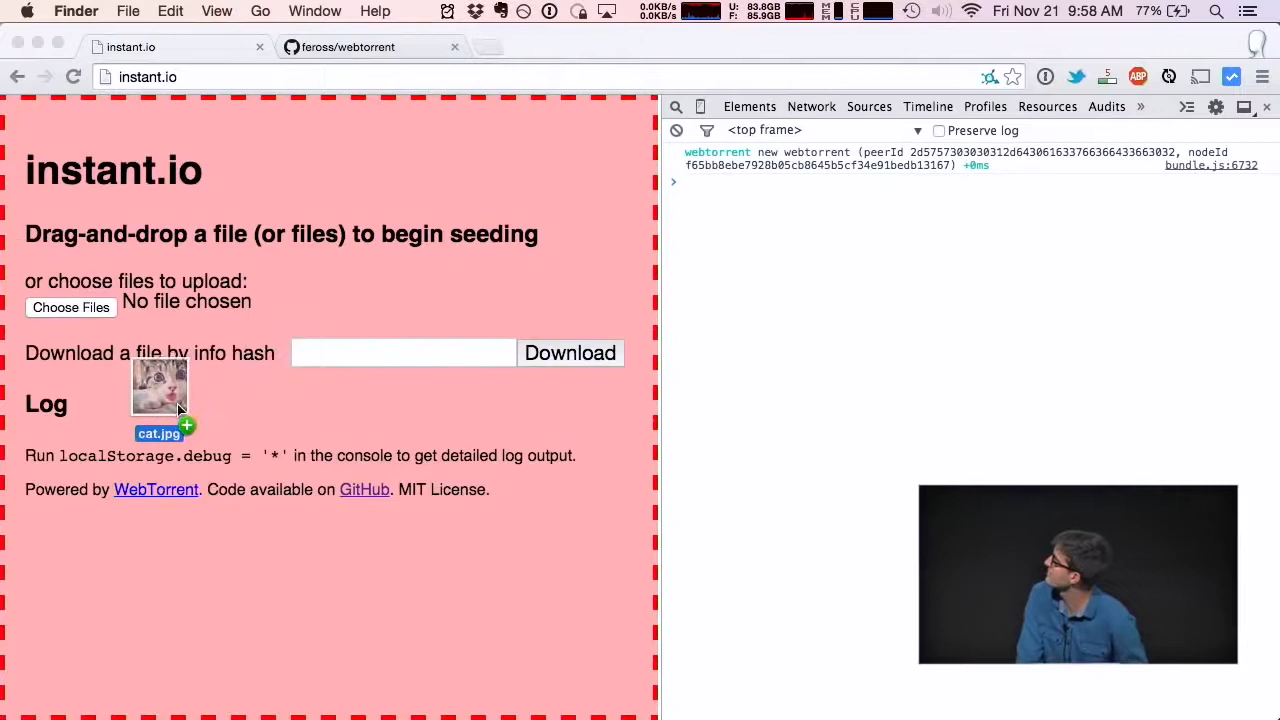 Finder File Edit View Go Window Help 0.0KB/s 0.0KB/s U: 83.8GB F: 85.9GB MEM CPU Fri Nov 21 9:58 AM 77%
instant.io feross/webtorrent
instant.io ABP 5
Elements Network Sources Timeline Profiles Resources Audits »
<top frame> Preserve log
webtorrent new webtorrent (peerId 2d5757303030312d643061633766366433663032, nodeId
f65bb8ebe7928b05cb8645b5cf34e91bedb13167) +0ms bundle.js:6732
instant.io
Drag-and-drop a file (or files) to begin seeding
or choose files to upload:
Choose Files No file chosen
Download a file by info hash Download
Log
cat.jpg
Run localStorage.debug = '*' in the console to get detailed log output.
Powered by WebTorrent. Code available on GitHub. MIT License.